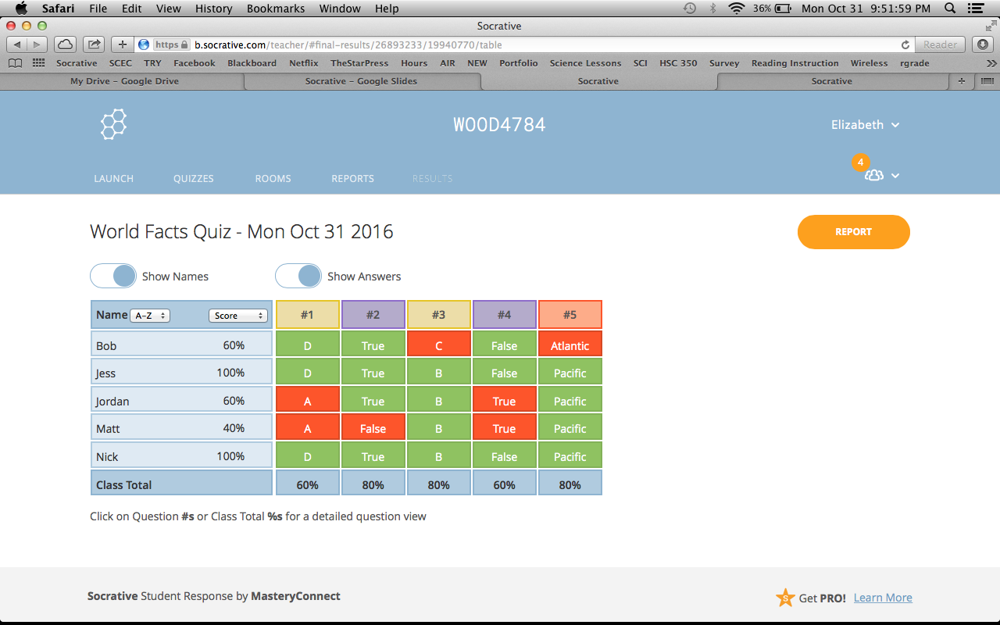 Safari File Edit View History Bookmarks Window Help 36% Mon Oct 31 9:51:59 PM
Socrative
https b.socrative.com/teacher/#final-results/26893233/19940770/table Reader
Socrative SCEC TRY Facebook Blackboard Netflix TheStarPress Hours AIR NEW Portfolio Science Lessons SCI HSC 350 Survey Reading Instruction Wireless rgrade
My Drive – Google Drive Socrative – Google Slides Socrative Socrative
WOOD4784 Elizabeth
4
LAUNCH QUIZZES ROOMS REPORTS RESULTS
World Facts Quiz - Mon Oct 31 2016 REPORT
Show Names Show Answers
Name A–Z Score #1 #2 #3 #4 #5
Bob 60% D True C False Atlantic
Jess 100% D True B False Pacific
Jordan 60% A True B True Pacific
Matt 40% A False B True Pacific
Nick 100% D True B False Pacific
Class Total 60% 80% 80% 60% 80%
Click on Question #s or Class Total %s for a detailed question view
Socrative Student Response by MasteryConnect S Get PRO! Learn More